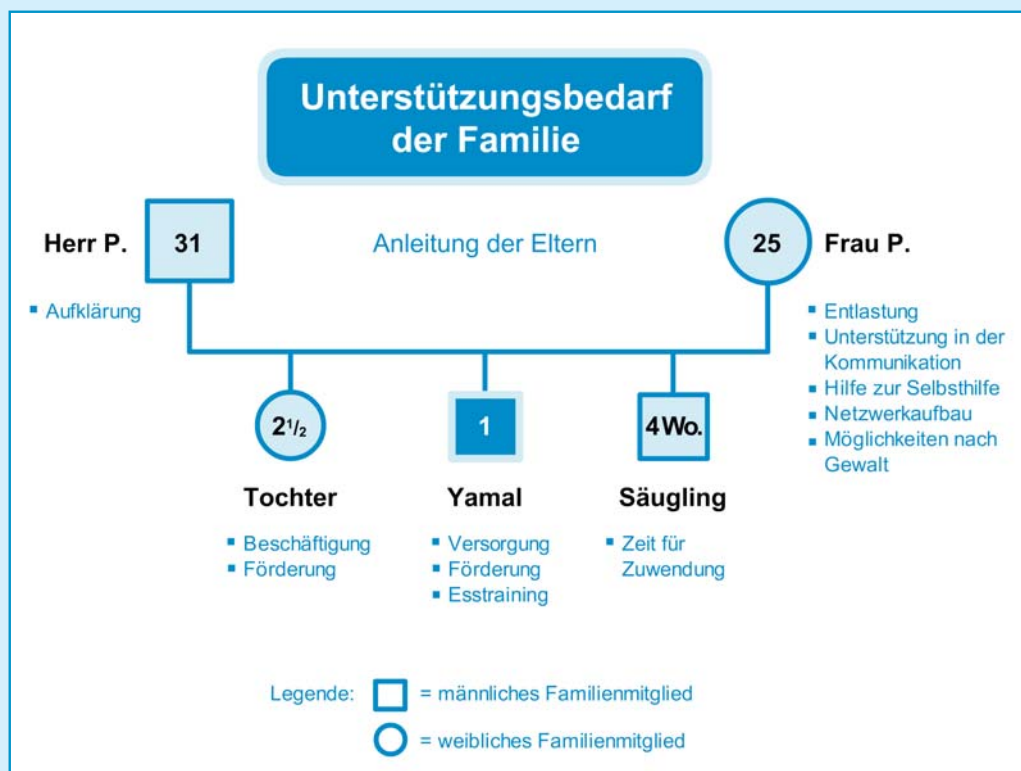 Unterstützungsbedarf
der Familie
Herr P.
31
Anleitung der Eltern
25
Frau P.
▪ Aufklärung
▪ Entlastung
▪ Unterstützung in der
Kommunikation
▪ Hilfe zur Selbsthilfe
▪ Netzwerkaufbau
▪ Möglichkeiten nach
Gewalt
2 1/2
1
4 Wo.
Tochter
Yamal
Säugling
▪ Beschäftigung
▪ Förderung
▪ Versorgung
▪ Förderung
▪ Esstraining
▪ Zeit für
Zuwendung
Legende:
= männliches Familienmitglied
= weibliches Familienmitglied